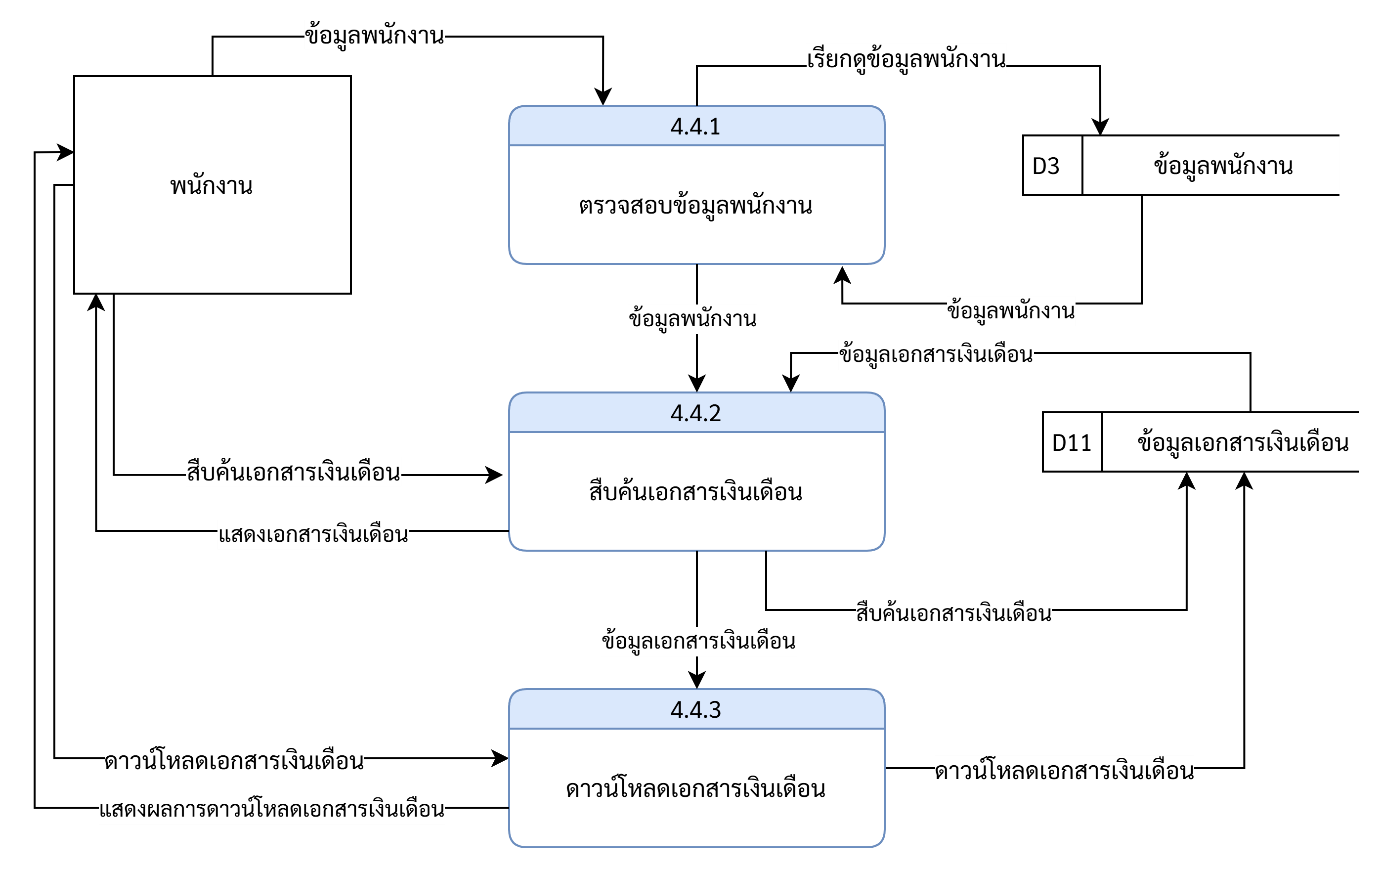 ข้อมูลพนักงาน
เรียกดูข้อมูลพนักงาน
4.4.1
ตรวจสอบข้อมูลพนักงาน
พนักงาน
D3
ข้อมูลพนักงาน
ข้อมูลพนักงาน
ข้อมูลพนักงาน
ข้อมูลเอกสารเงินเดือน
4.4.2
สืบค้นเอกสารเงินเดือน
D11
ข้อมูลเอกสารเงินเดือน
สืบค้นเอกสารเงินเดือน
แสดงเอกสารเงินเดือน
สืบค้นเอกสารเงินเดือน
ข้อมูลเอกสารเงินเดือน
4.4.3
ดาวน์โหลดเอกสารเงินเดือน
ดาวน์โหลดเอกสารเงินเดือน
ดาวน์โหลดเอกสารเงินเดือน
แสดงผลการดาวน์โหลดเอกสารเงินเดือน